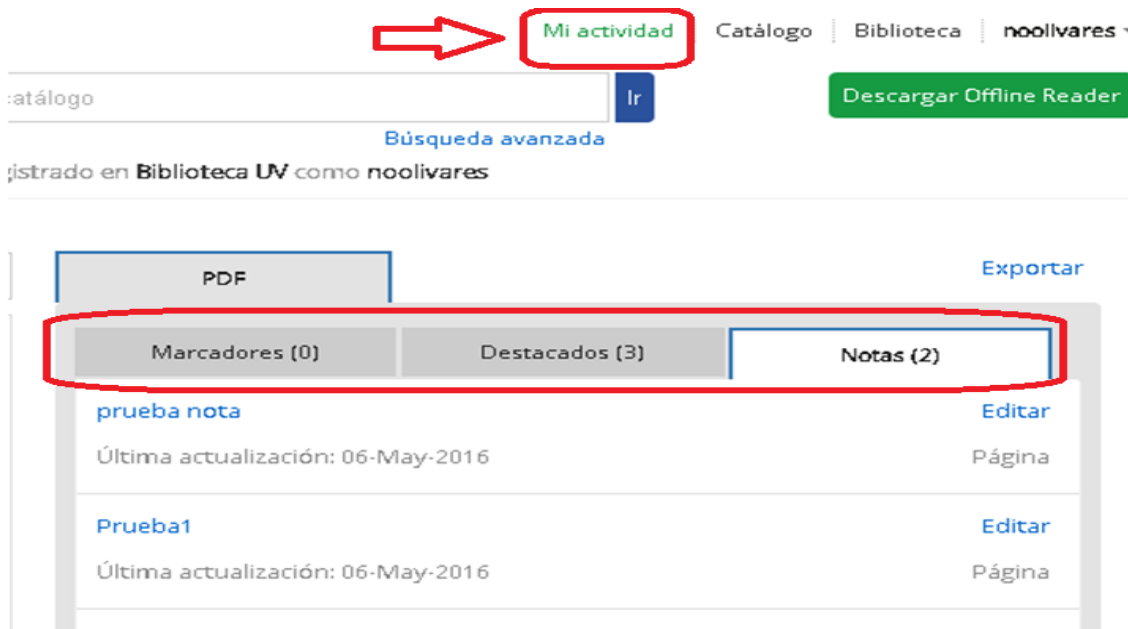 Mi actividad Catálogo Biblioteca noolivares
catálogo Ir Descargar Offline Reader
Búsqueda avanzada
gistrado en Biblioteca UV como noolivares
PDF Exportar
Marcadores (0) Destacados (3) Notas (2)
prueba nota Editar
Última actualización: 06-May-2016 Página
Prueba1 Editar
Última actualización: 06-May-2016 Página